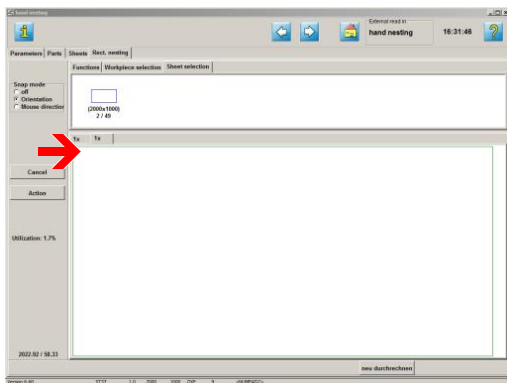 hand nesting
External read in
hand nesting
16:31:46
Parameters Parts Sheets Rect. nesting
Functions Workpiece selection Sheet selection
Snap mode
off
Orientation
Mouse direction
(2000x1000)
2 / 49
1x 1x
Cancel
Action
Utilization: 1.7%
2022.92 / 58.33
neu durchrechnen